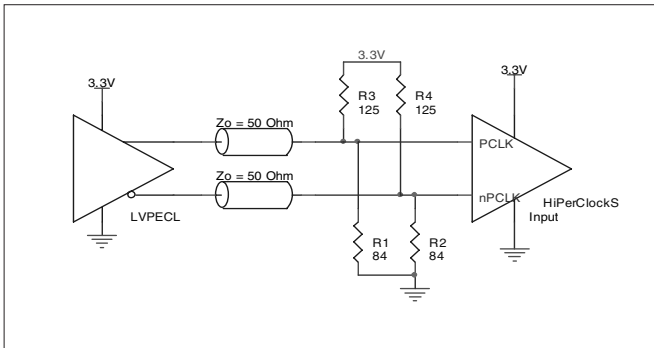 3.3V
3.3V
3.3V
R3
125
R4
125
Zo = 50 Ohm
PCLK
Zo = 50 Ohm
nPCLK
HiPerClockS
Input
LVPECL
R1
84
R2
84